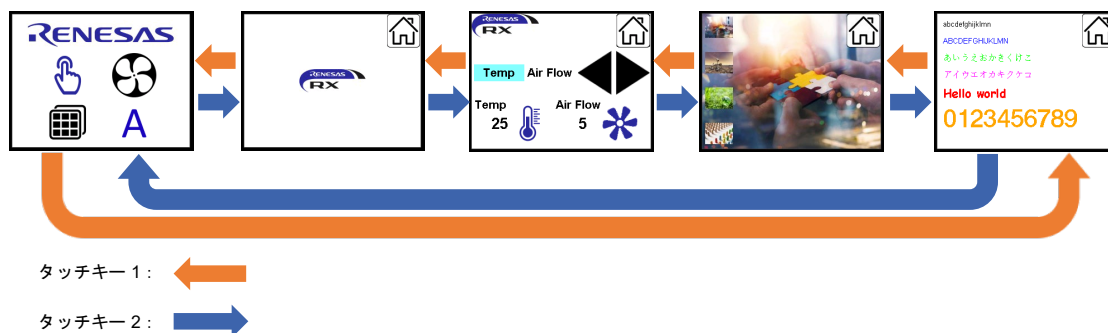 RENESAS
A
RENESAS
RX
RENESAS
RX
Temp Air Flow
Temp Air Flow
25 5
abcdefghijklmn
ABCDEFGHIJKLMN
あいうえおかきくけこ
アイウエオカキクケコ
Hello world
0123456789
タッチキー 1：
タッチキー 2：